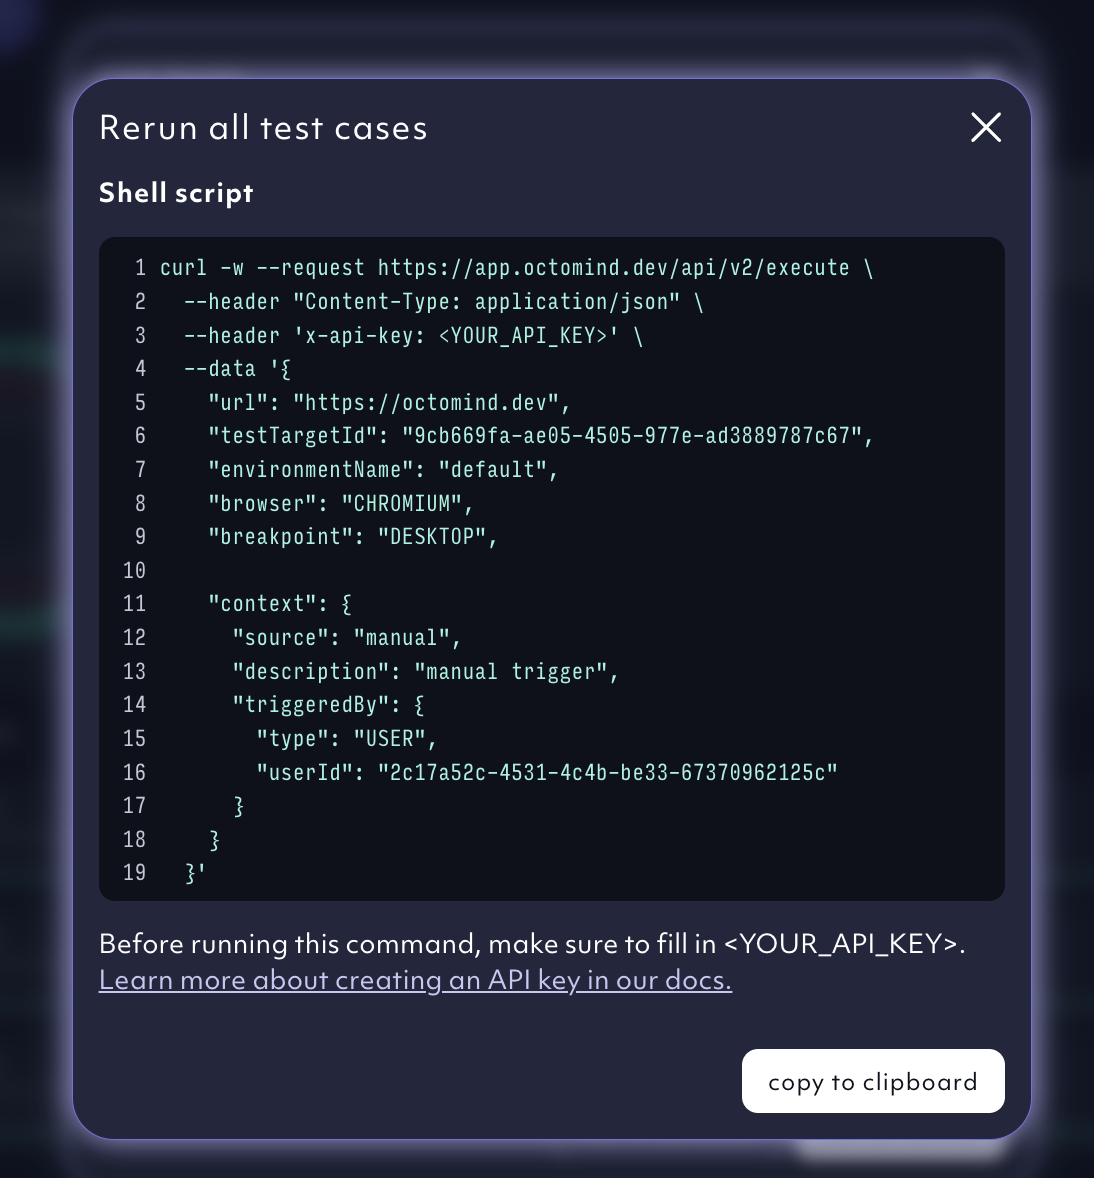 Rerun all test cases
Shell script
1 curl -w --request https://app.octomind.dev/api/v2/execute \
2   --header "Content-Type: application/json" \
3   --header 'x-api-key: <YOUR_API_KEY>' \
4   --data '{
5     "url": "https://octomind.dev",
6     "testTargetId": "9cb669fa-ae05-4505-977e-ad3889787c67",
7     "environmentName": "default",
8     "browser": "CHROMIUM",
9     "breakpoint": "DESKTOP",
10
11     "context": {
12       "source": "manual",
13       "description": "manual trigger",
14       "triggeredBy": {
15         "type": "USER",
16         "userId": "2c17a52c-4531-4c4b-be33-67370962125c"
17       }
18     }
19   }'
Before running this command, make sure to fill in <YOUR_API_KEY>.
Learn more about creating an API key in our docs.
copy to clipboard